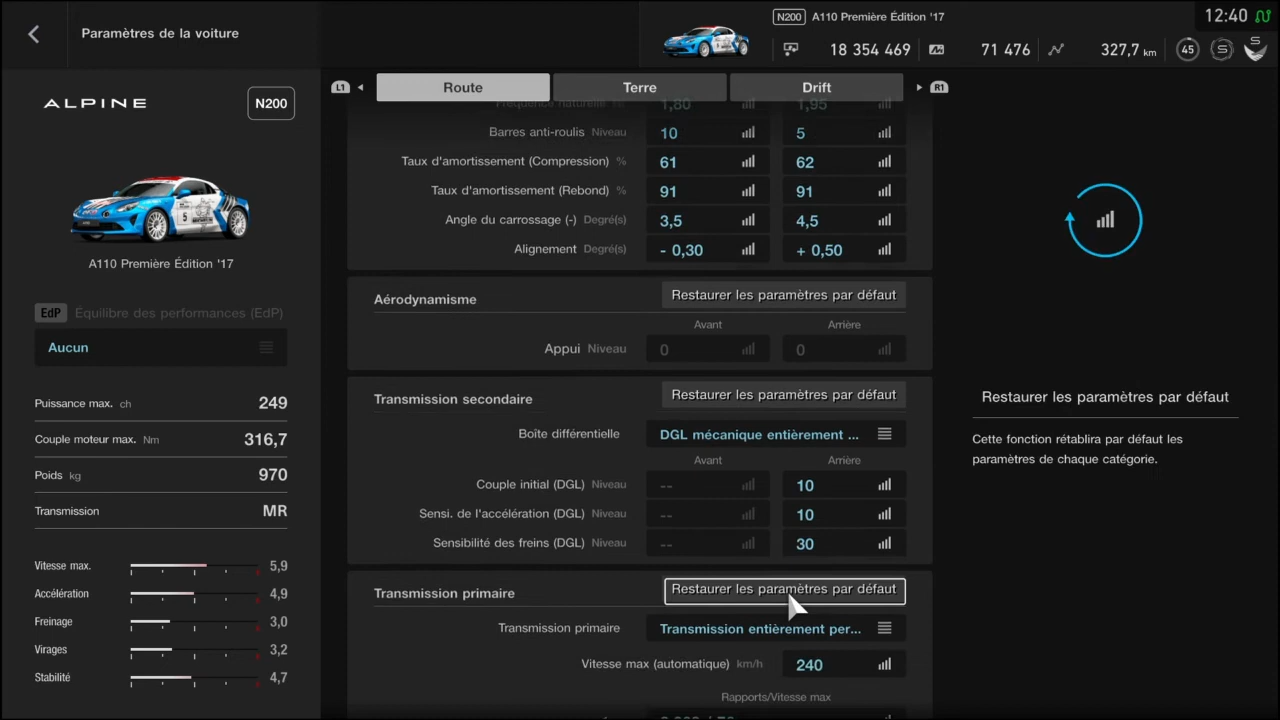 Paramètres de la voiture
N200 A110 Première Édition '17
18 354 469 71 476 327,7 km 45 S
12:40
L1 Route Terre Drift R1
ALPINE N200
A110 Première Édition '17
EdP Équilibre des performances (EdP)
Aucun
Puissance max. ch 249
Couple moteur max. Nm 316,7
Poids kg 970
Transmission MR
Vitesse max. 5,9
Accélération 4,9
Freinage 3,0
Virages 3,2
Stabilité 4,7
Fréquence naturelle Hz 1,80 1,95
Barres anti-roulis Niveau 10 5
Taux d'amortissement (Compression) % 61 62
Taux d'amortissement (Rebond) % 91 91
Angle du carrossage (-) Degré(s) 3,5 4,5
Alignement Degré(s) - 0,30 + 0,50
Aérodynamisme Restaurer les paramètres par défaut
Avant Arrière
Appui Niveau 0 0
Transmission secondaire Restaurer les paramètres par défaut
Boîte différentielle DGL mécanique entièrement ...
Avant Arrière
Couple initial (DGL) Niveau -- 10
Sensi. de l'accélération (DGL) Niveau -- 10
Sensibilité des freins (DGL) Niveau -- 30
Transmission primaire Restaurer les paramètres par défaut
Transmission primaire Transmission entièrement per...
Vitesse max (automatique) km/h 240
Rapports/Vitesse max
Restaurer les paramètres par défaut
Cette fonction rétablira par défaut les
paramètres de chaque catégorie.